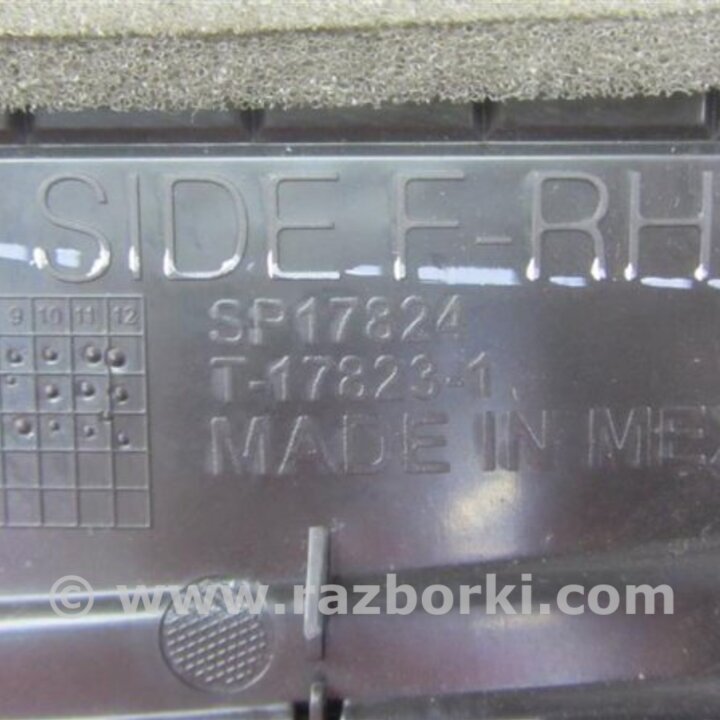 SIDE F-RH
9 10 11 12
SP17824
T-17823-1
MADE IN MEX
© www.razborki.com